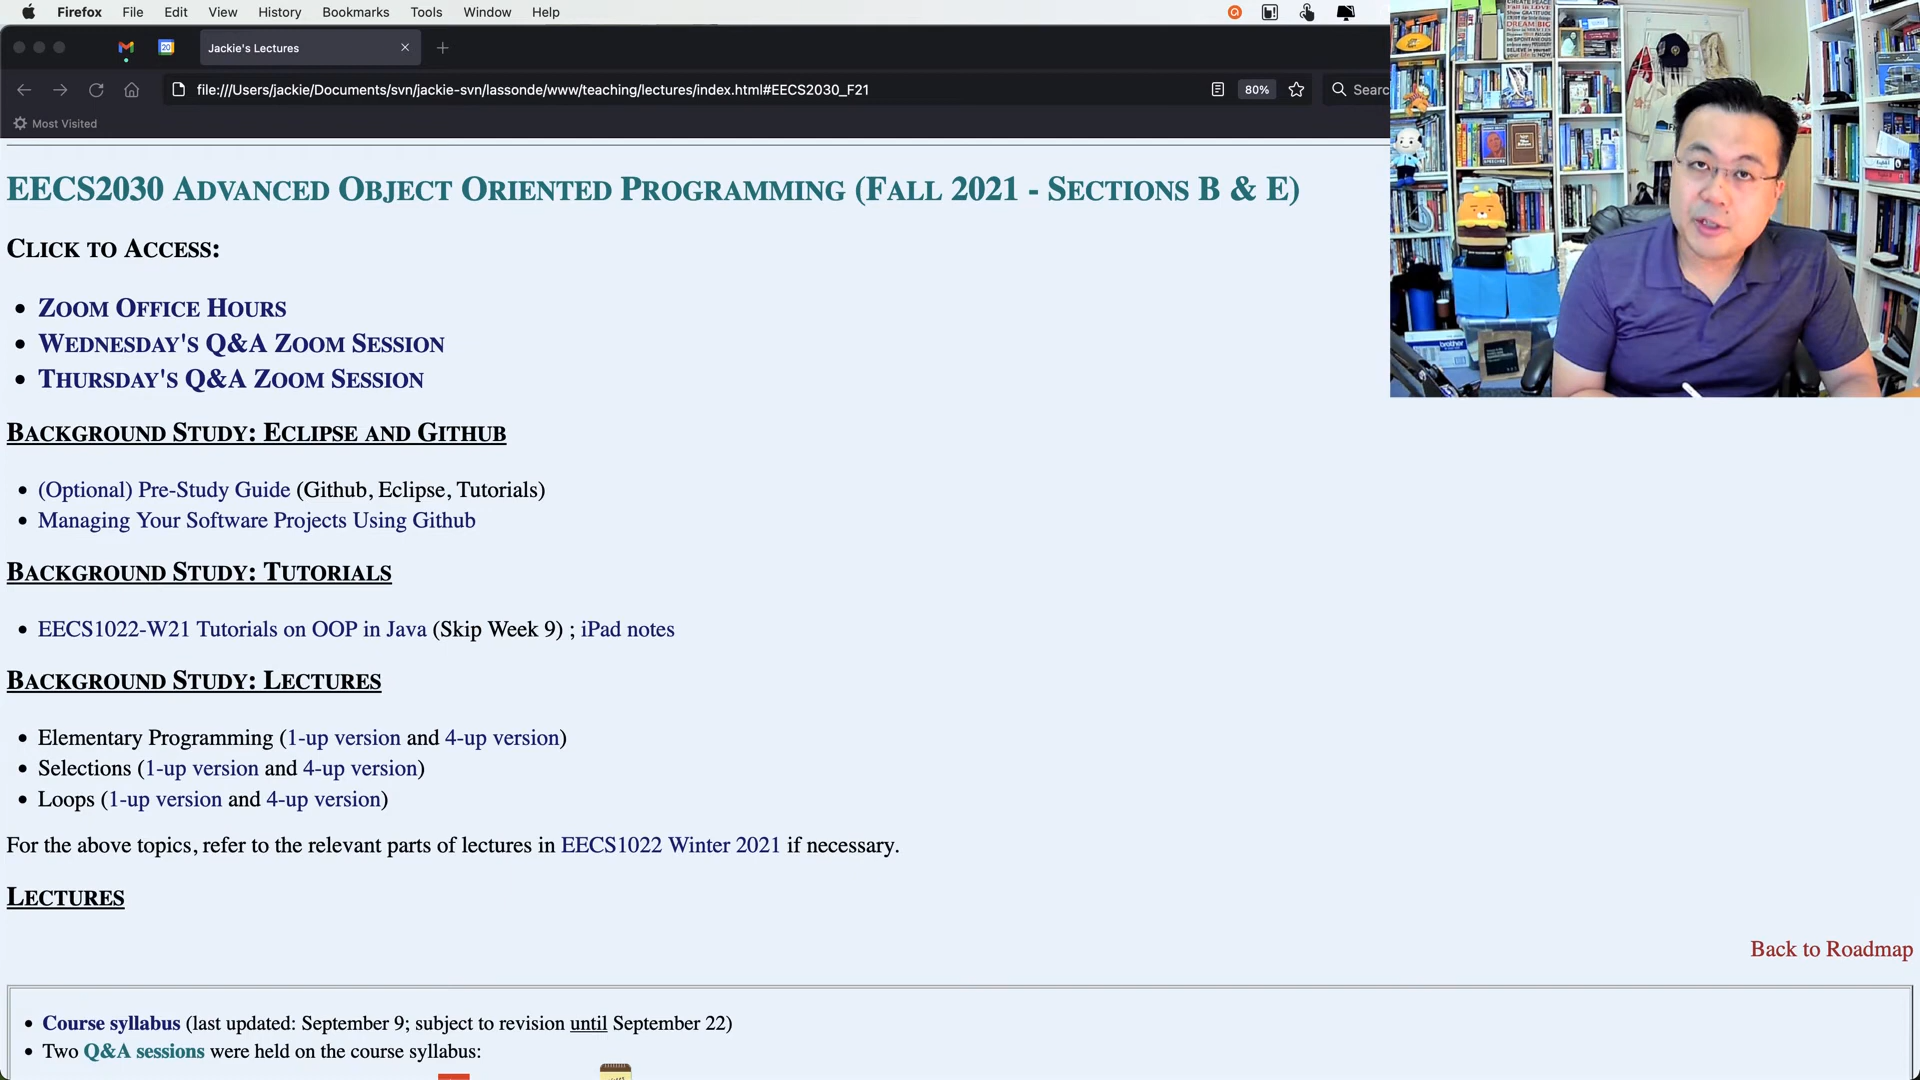 Firefox File Edit View History Bookmarks Tools Window Help
Jackie's Lectures
file:///Users/jackie/Documents/svn/jackie-svn/lassonde/www/teaching/lectures/index.html#EECS2030_F21
80%
Searc
Most Visited
EECS2030 Advanced Object Oriented Programming (Fall 2021 - Sections B & E)
Click to Access:
Zoom Office Hours
Wednesday's Q&A Zoom Session
Thursday's Q&A Zoom Session
Background Study: Eclipse and Github
(Optional) Pre-Study Guide (Github, Eclipse, Tutorials)
Managing Your Software Projects Using Github
Background Study: Tutorials
EECS1022-W21 Tutorials on OOP in Java (Skip Week 9) ; iPad notes
Background Study: Lectures
Elementary Programming (1-up version and 4-up version)
Selections (1-up version and 4-up version)
Loops (1-up version and 4-up version)
For the above topics, refer to the relevant parts of lectures in EECS1022 Winter 2021 if necessary.
Lectures
Back to Roadmap
Course syllabus (last updated: September 9; subject to revision until September 22)
Two Q&A sessions were held on the course syllabus: